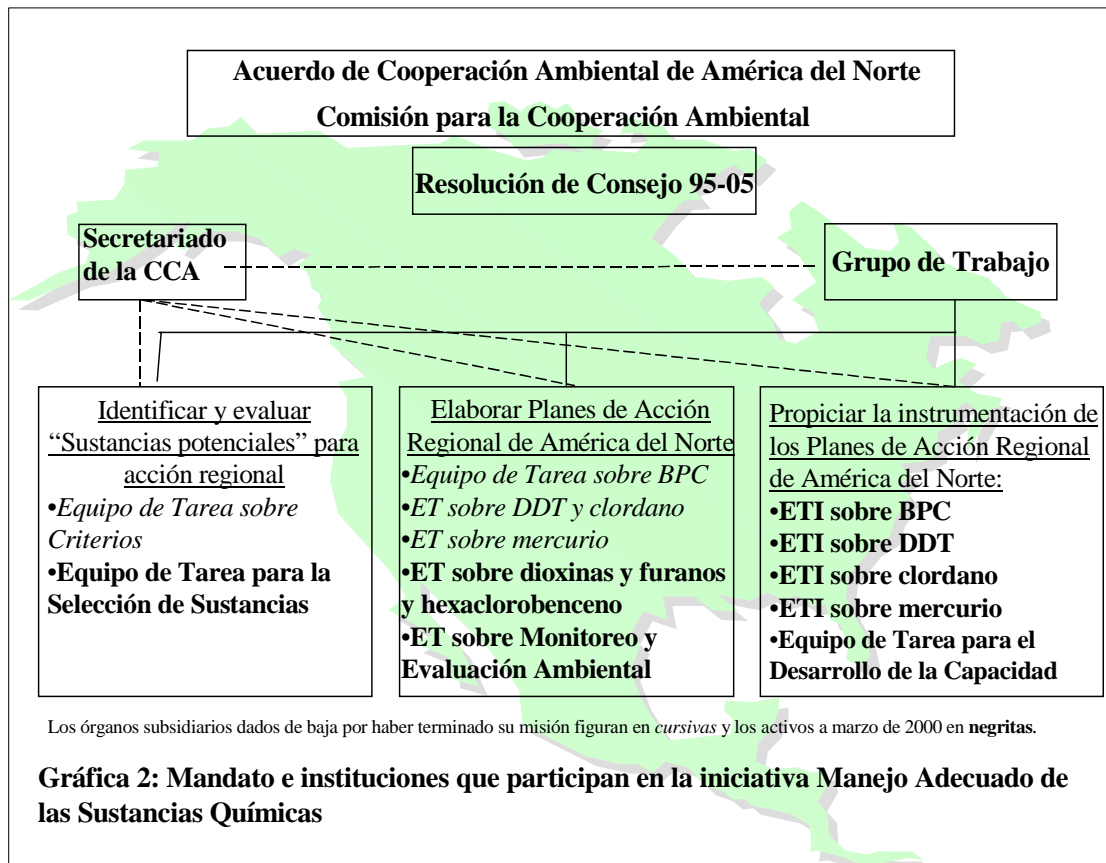 Acuerdo de Cooperación Ambiental de América del Norte
Comisión para la Cooperación Ambiental
Resolución de Consejo 95-05
Secretariado
de la CCA
Grupo de Trabajo
Identificar y evaluar
“Sustancias potenciales” para
acción regional
•Equipo de Tarea sobre
Criterios
•Equipo de Tarea para la
Selección de Sustancias
Elaborar Planes de Acción
Regional de América del Norte
•Equipo de Tarea sobre BPC
•ET sobre DDT y clordano
•ET sobre mercurio
•ET sobre dioxinas y furanos
y hexaclorobenceno
•ET sobre Monitoreo y
Evaluación Ambiental
Propiciar la instrumentación de
los Planes de Acción Regional
de América del Norte:
•ETI sobre BPC
•ETI sobre DDT
•ETI sobre clordano
•ETI sobre mercurio
•Equipo de Tarea para el
Desarrollo de la Capacidad
Los órganos subsidiarios dados de baja por haber terminado su misión figuran en cursivas y los activos a marzo de 2000 en negritas.
Gráfica 2: Mandato e instituciones que participan en la iniciativa Manejo Adecuado de
las Sustancias Químicas